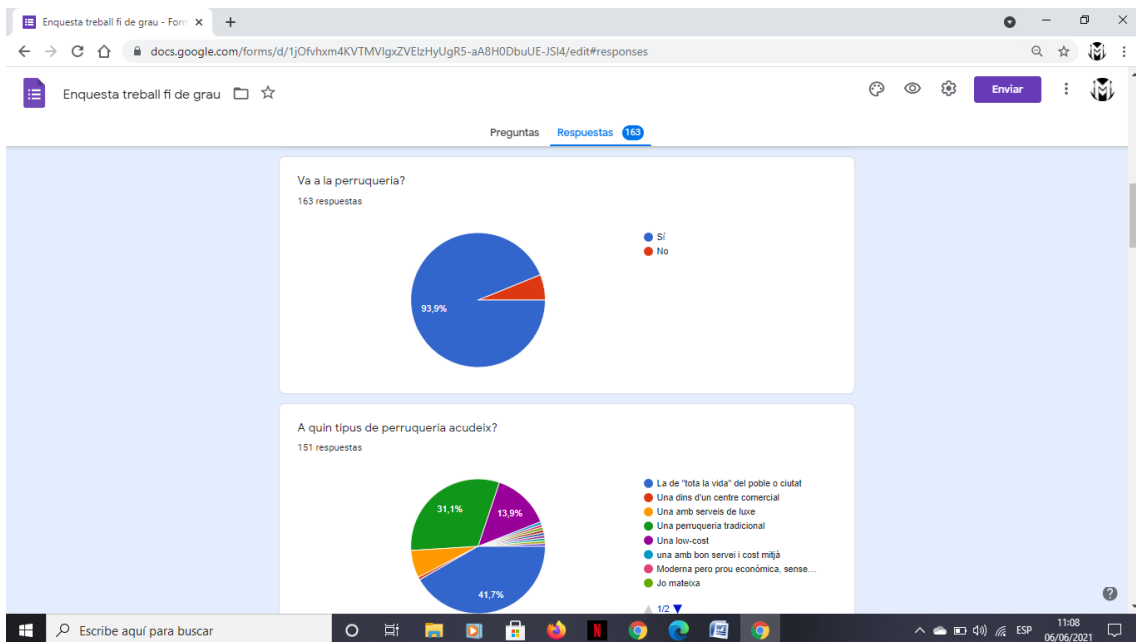 Enquesta treball fi de grau - Form
docs.google.com/forms/d/1jOfvhxm4KVTMVIgxZVEIzHyUgR5-aA8H0DbuUE-JSI4/edit#responses
Enquesta treball fi de grau
Enviar
Preguntas Respuestas 163
Va a la perruqueria?
163 respuestas
Sí
No
93,9%
A quin tipus de perruqueria acudeix?
151 respuestas
La de "tota la vida" del poble o ciutat
Una dins d'un centre comercial
Una amb serveis de luxe
Una perruqueria tradicional
Una low-cost
una amb bon servei i cost mitjà
Moderna pero prou económica, sense...
Jo mateixa
1/2
31,1%
13,9%
41,7%
Escribe aquí para buscar
ESP
11:08
06/06/2021